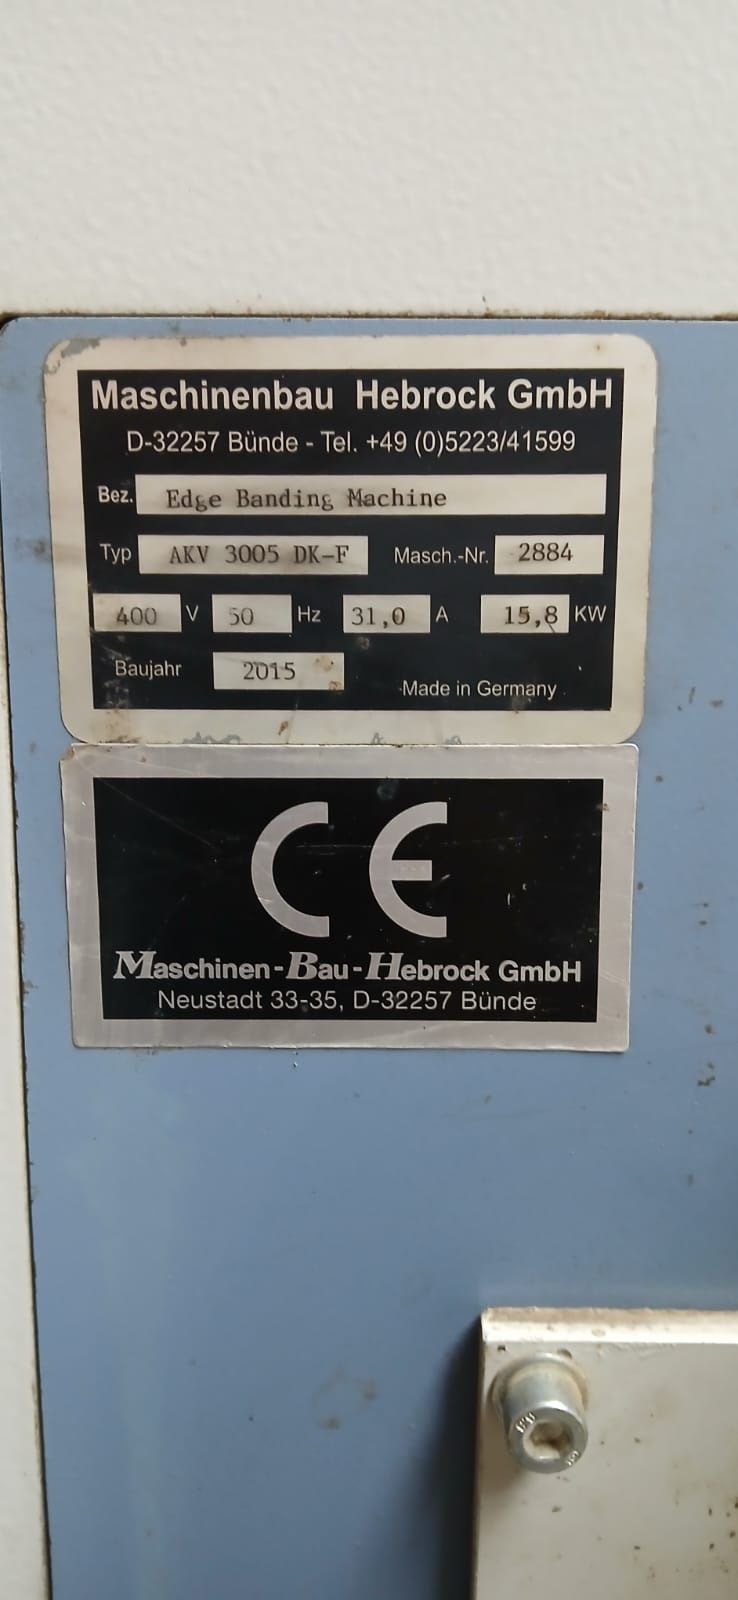 Maschinenbau Hebrock GmbH
D-32257 Bünde - Tel. +49 (0)5223/41599
Bez. Edge Banding Machine
Typ AKV 3005 DK-F Masch.-Nr. 2884
400 V 50 Hz 31,0 A 15,8 KW
Baujahr 2015
Made in Germany
CE
Maschinen-Bau-Hebrock GmbH
Neustadt 33-35, D-32257 Bünde